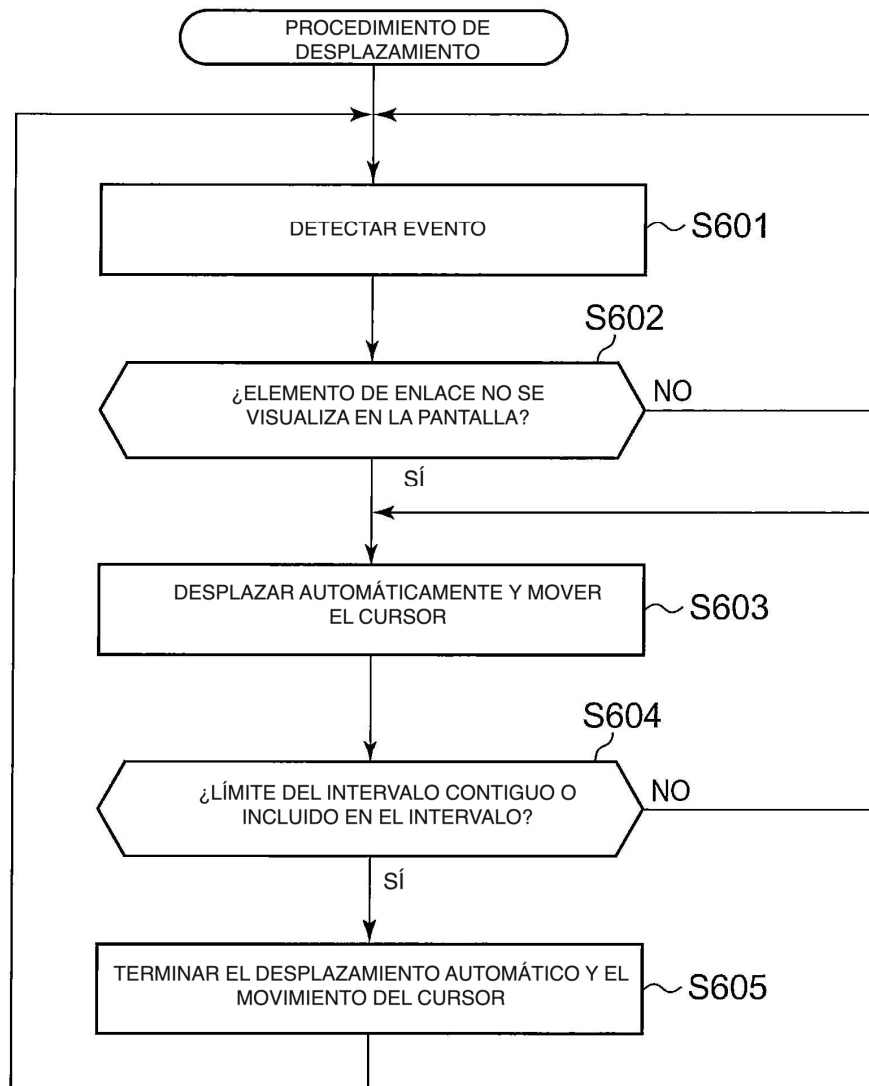 PROCEDIMIENTO DE
DESPLAZAMIENTO
DETECTAR EVENTO
S601
S602
¿ELEMENTO DE ENLACE NO SE
VISUALIZA EN LA PANTALLA?
NO
SÍ
DESPLAZAR AUTOMÁTICAMENTE Y MOVER
EL CURSOR
S603
S604
¿LÍMITE DEL INTERVALO CONTIGUO O
INCLUIDO EN EL INTERVALO?
NO
SÍ
TERMINAR EL DESPLAZAMIENTO AUTOMÁTICO Y EL
MOVIMIENTO DEL CURSOR
S605